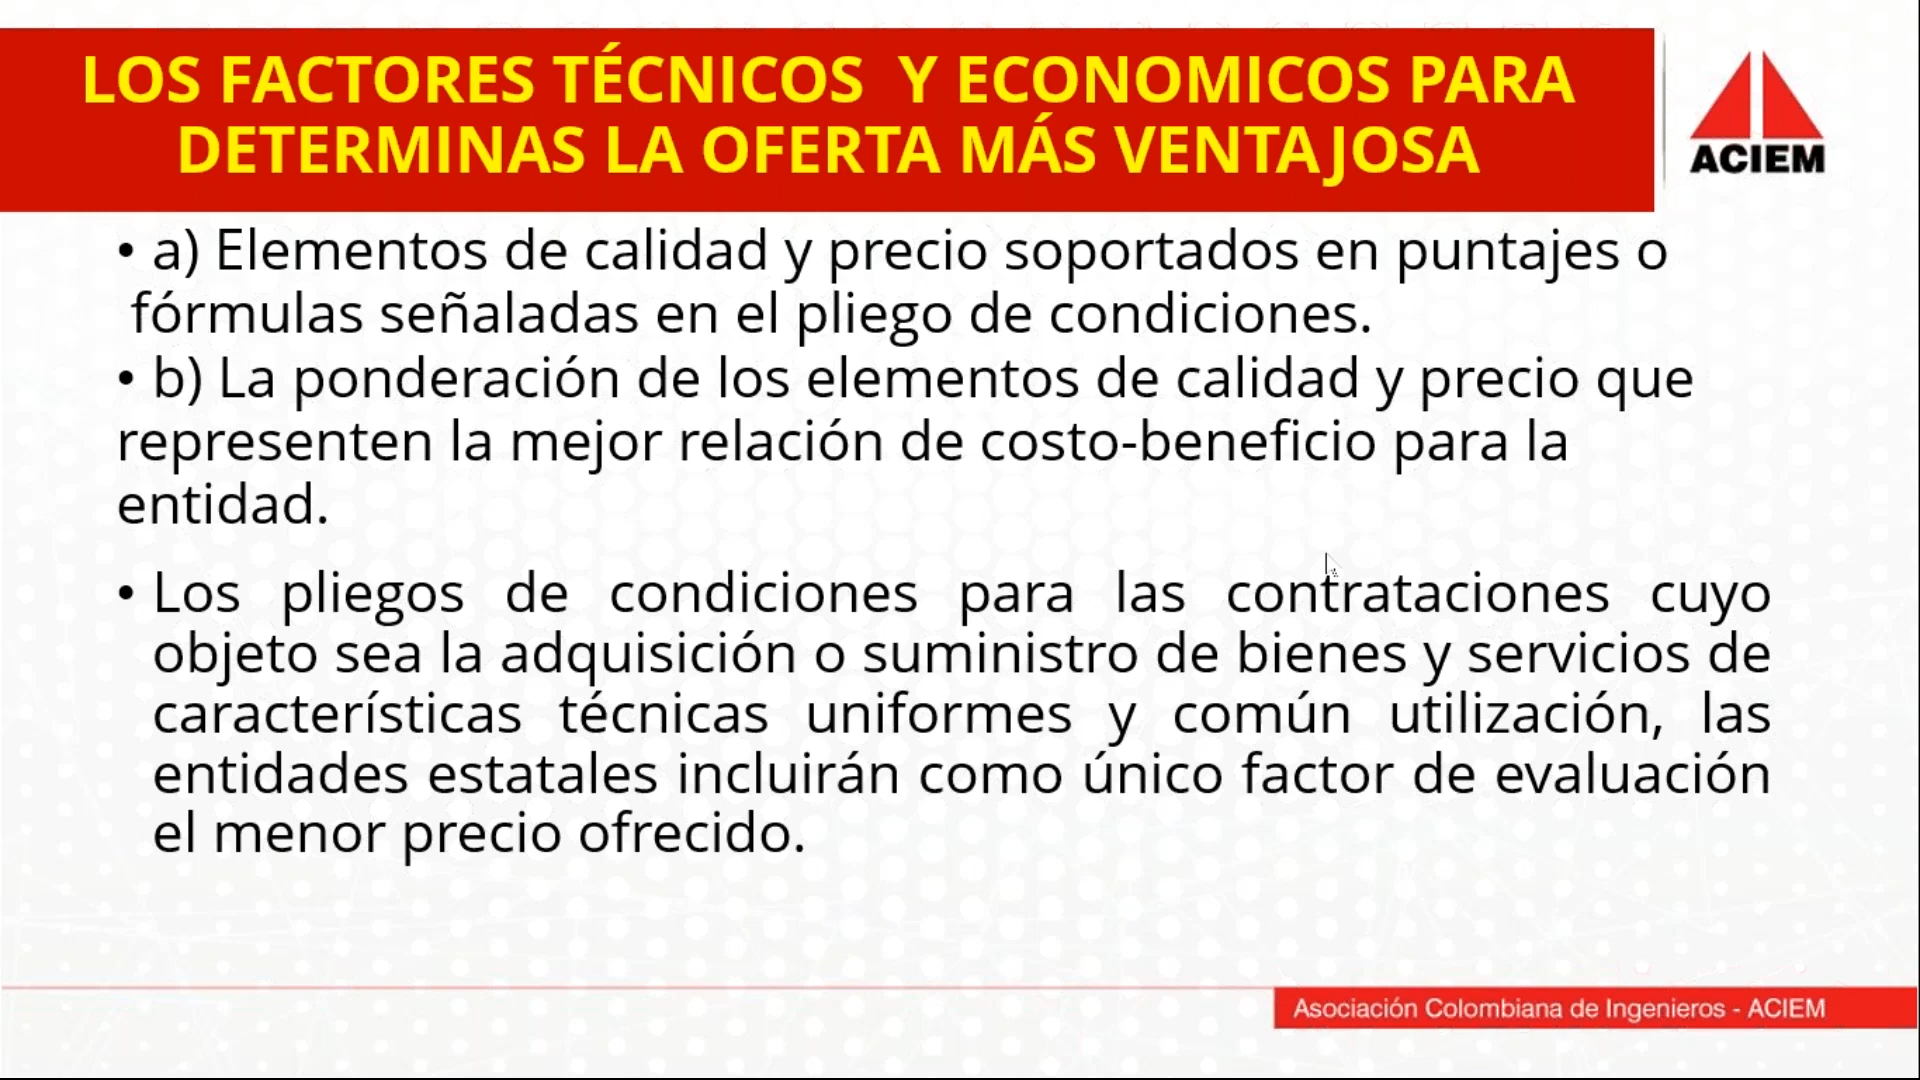 LOS FACTORES TÉCNICOS Y ECONOMICOS PARA
DETERMINAS LA OFERTA MÁS VENTAJOSA
ACIEM
• a) Elementos de calidad y precio soportados en puntajes o
fórmulas señaladas en el pliego de condiciones.
• b) La ponderación de los elementos de calidad y precio que
representen la mejor relación de costo-beneficio para la
entidad.
• Los pliegos de condiciones para las contrataciones cuyo
objeto sea la adquisición o suministro de bienes y servicios de
características técnicas uniformes y común utilización, las
entidades estatales incluirán como único factor de evaluación
el menor precio ofrecido.
Asociación Colombiana de Ingenieros - ACIEM